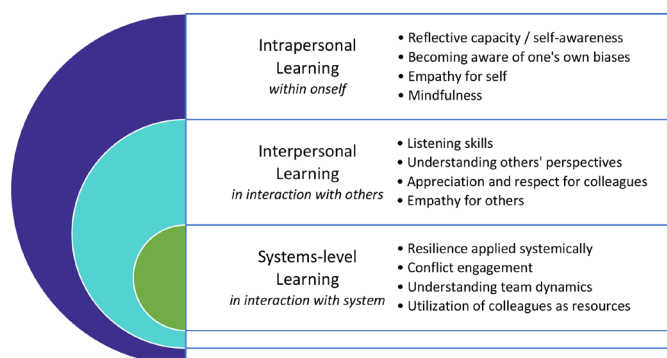 Intrapersonal
Learning
within onself
• Reflective capacity / self-awareness
• Becoming aware of one's own biases
• Empathy for self
• Mindfulness
Interpersonal
Learning
in interaction with others
• Listening skills
• Understanding others' perspectives
• Appreciation and respect for colleagues
• Empathy for others
Systems-level
Learning
in interaction with system
• Resilience applied systemically
• Conflict engagement
• Understanding team dynamics
• Utilization of colleagues as resources